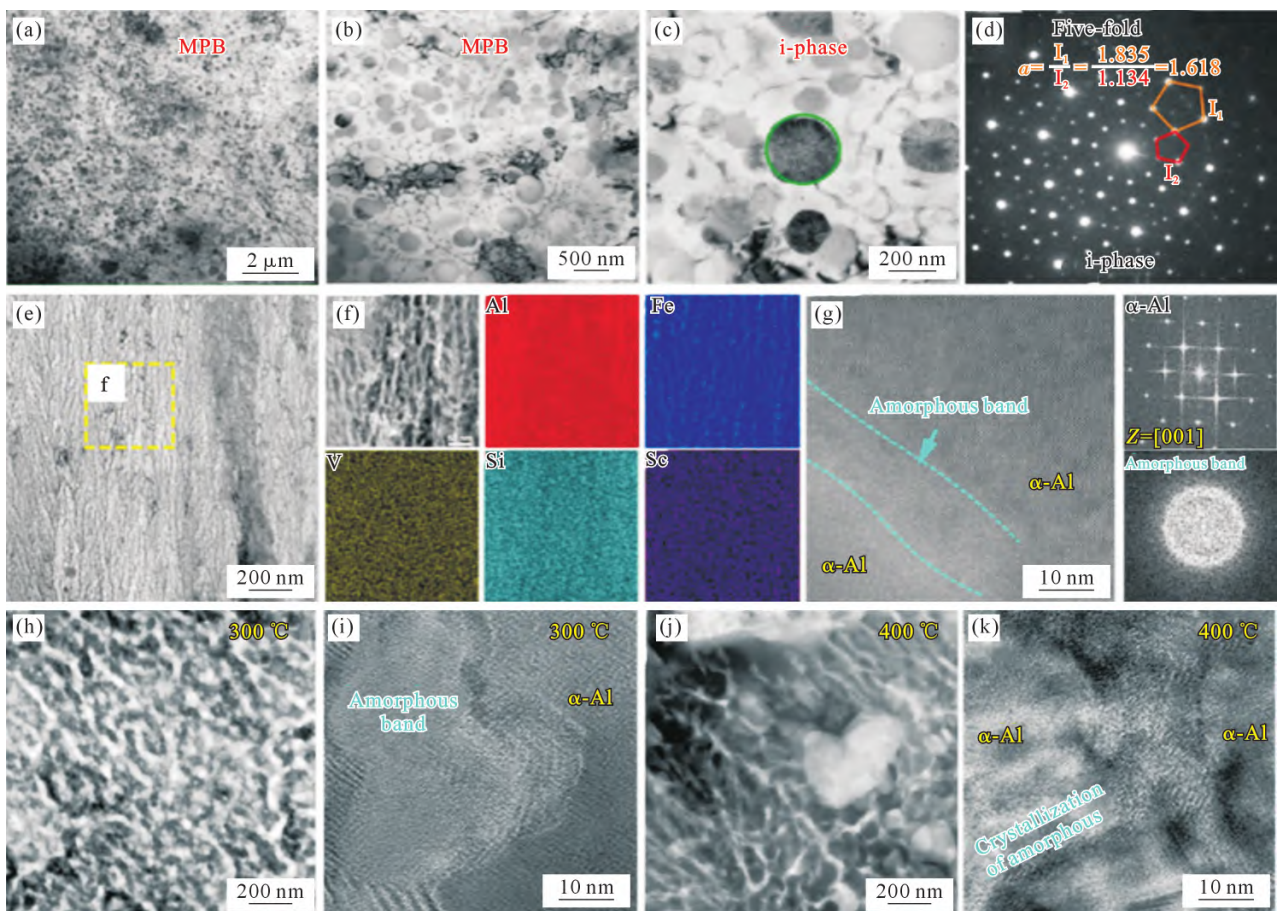 (a)
MPB
2 μm
(b)
MPB
500 nm
(c)
i-phase
200 nm
(d)
Five-fold
a= I₁/I₂ = 1.835/1.134 =1.618
I₁
I₂
i-phase
(e)
f
200 nm
(f)
Al
Fe
V
Si
Sc
(g)
Amorphous band
α-Al
α-Al
10 nm
α-Al
Z=[001]
Amorphous band
(h)
300 ℃
200 nm
(i)
300 ℃
Amorphous
band
α-Al
10 nm
(j)
400℃
200 nm
(k)
400 ℃
α-Al
α-Al
Crystallization
of amorphous
10 nm